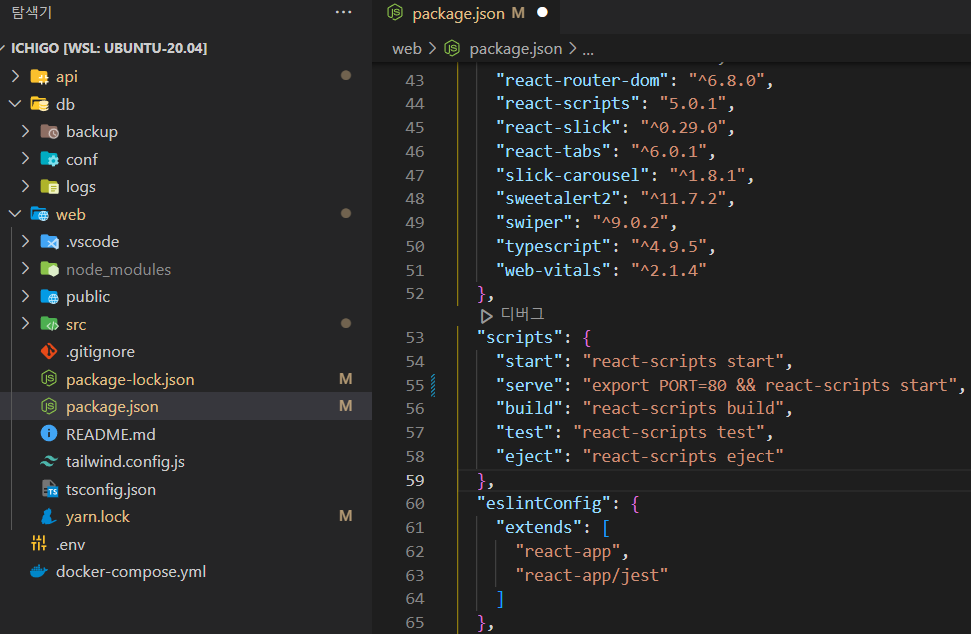 탐색기
ICHIGO [WSL: UBUNTU-20.04]
api
db
backup
conf
logs
web
.vscode
node_modules
public
src
.gitignore
package-lock.json M
package.json M
README.md
tailwind.config.js
tsconfig.json
yarn.lock M
.env
docker-compose.yml
package.json M
web > package.json > ...
43 "react-router-dom": "^6.8.0",
44 "react-scripts": "5.0.1",
45 "react-slick": "^0.29.0",
46 "react-tabs": "^6.0.1",
47 "slick-carousel": "^1.8.1",
48 "sweetalert2": "^11.7.2",
49 "swiper": "^9.0.2",
50 "typescript": "^4.9.5",
51 "web-vitals": "^2.1.4"
52 },
디버그
53 "scripts": {
54 "start": "react-scripts start",
55 "serve": "export PORT=80 && react-scripts start",
56 "build": "react-scripts build",
57 "test": "react-scripts test",
58 "eject": "react-scripts eject"
59 },
60 "eslintConfig": {
61 "extends": [
62 "react-app",
63 "react-app/jest"
64 ]
65 },